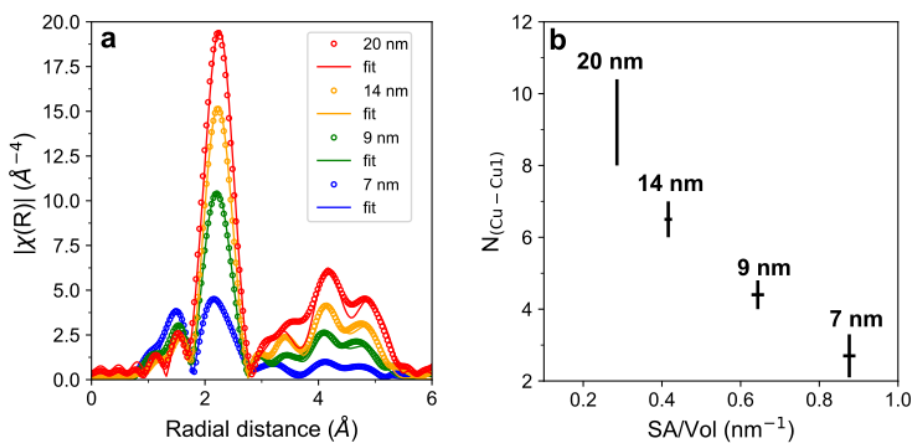 a
20.0
17.5
15.0
12.5
10.0
7.5
5.0
2.5
0.0
|χ(R)| (Å⁻⁴)
0 1 2 3 4 5 6
Radial distance (Å)
20 nm
fit
14 nm
fit
9 nm
fit
7 nm
fit
b
12
10
8
6
4
2
N(Cu − Cu1)
20 nm
14 nm
9 nm
7 nm
0.2 0.4 0.6 0.8 1.0
SA/Vol (nm⁻¹)